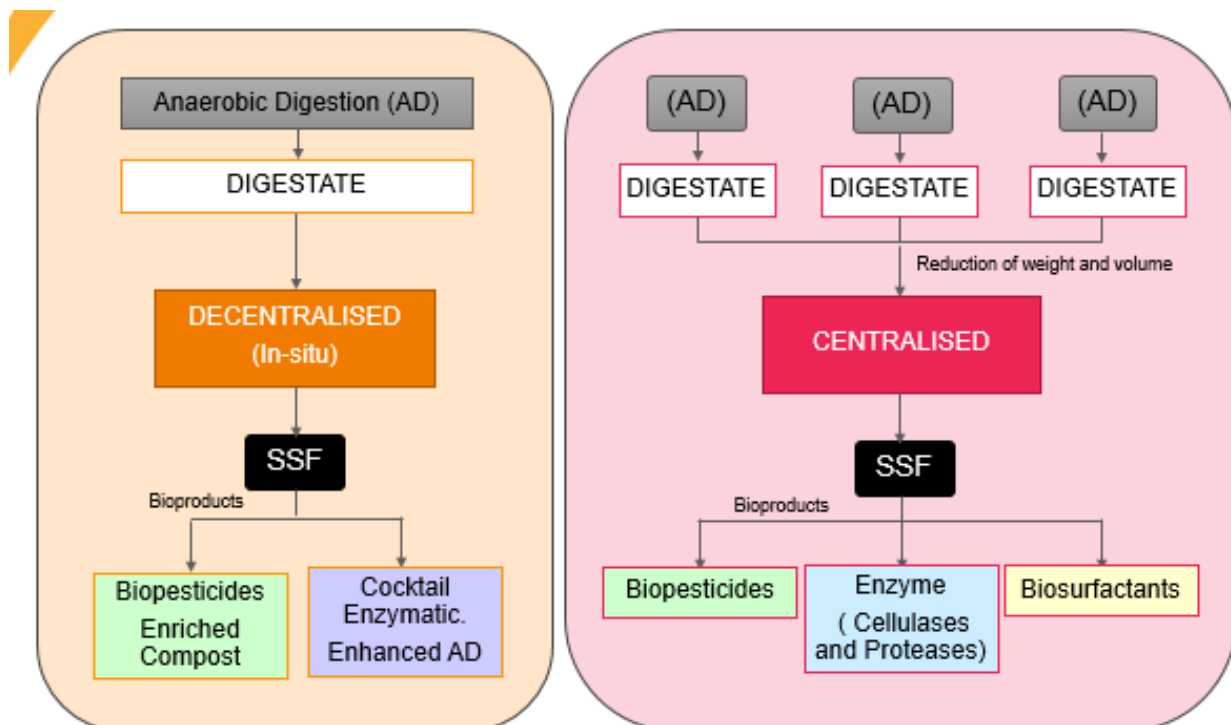 Anaerobic Digestion (AD)
DIGESTATE
DECENTRALISED
(In-situ)
SSF
Bioproducts
Biopesticides
Enriched
Compost
Cocktail
Enzymatic.
Enhanced AD
(AD)
(AD)
(AD)
DIGESTATE
DIGESTATE
DIGESTATE
Reduction of weight and volume
CENTRALISED
SSF
Bioproducts
Biopesticides
Enzyme
( Cellulases
and Proteases)
Biosurfactants